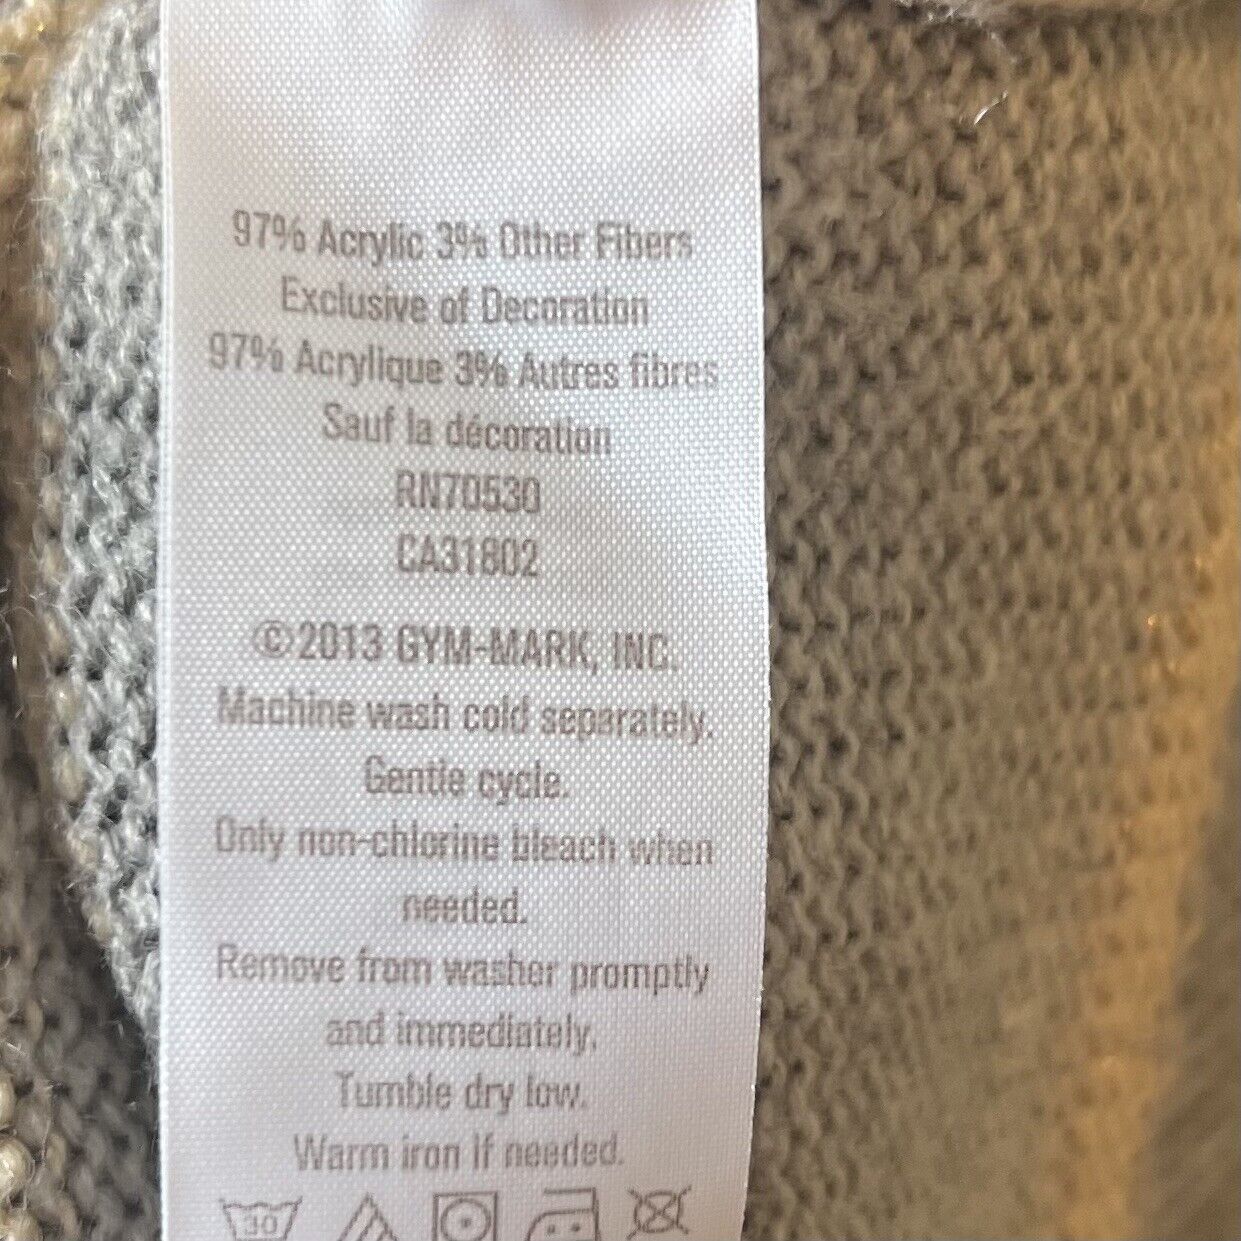 97% Acrylic 3% Other Fibers
Exclusive of Decoration
97% Acrylique 3% Autres fibres
Sauf la décoration
RN70530
CA31802
©2013 GYM-MARK, INC.
Machine wash cold separately.
Gentle cycle.
Only non-chlorine bleach when
needed.
Remove from washer promptly
and immediately.
Tumble dry low.
Warm iron if needed.
30